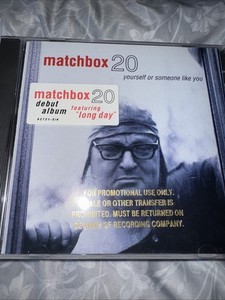 matchbox 20
yourself or someone like you
matchbox 20
debut
album
featuring
"long day"
FOR PROMOTIONAL USE ONLY,
SALE OR OTHER TRANSFER IS
PROHIBITED. MUST BE RETURNED ON
DEMAND OF RECORDING COMPANY.